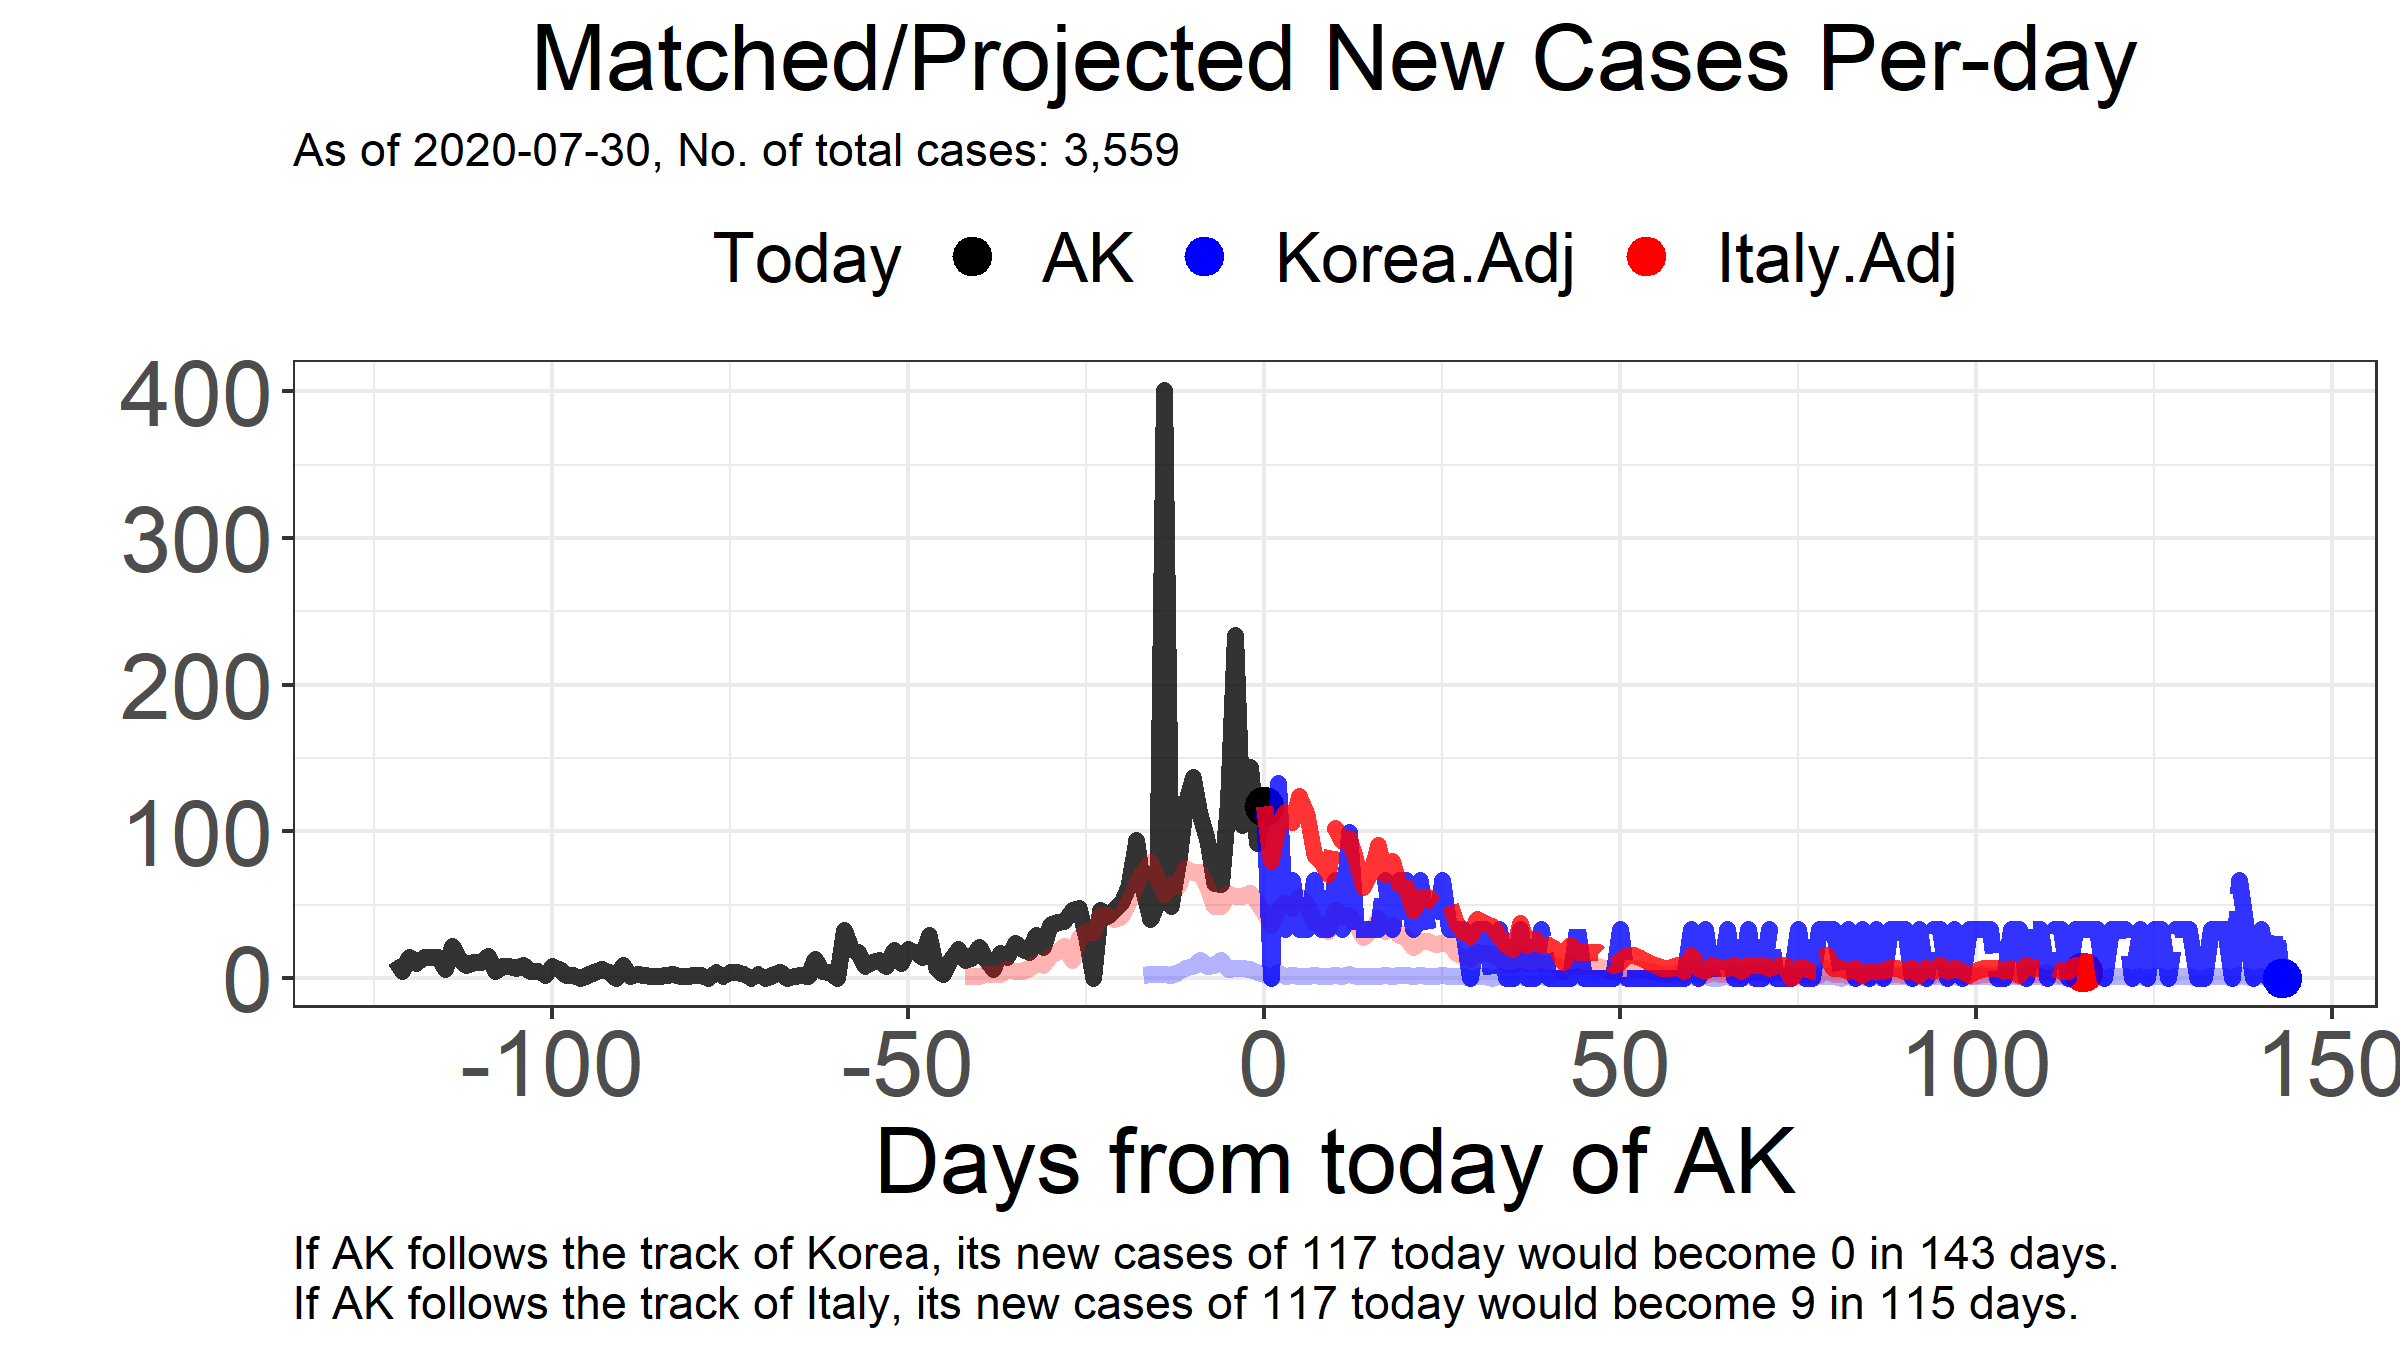 Matched/Projected New Cases Per-day
As of 2020-07-30, No. of total cases: 3,559
Today AK Korea.Adj Italy.Adj
400
300
200
100
0
-100 -50 0 50 100 150
Days from today of AK
If AK follows the track of Korea, its new cases of 117 today would become 0 in 143 days.
If AK follows the track of Italy, its new cases of 117 today would become 9 in 115 days.